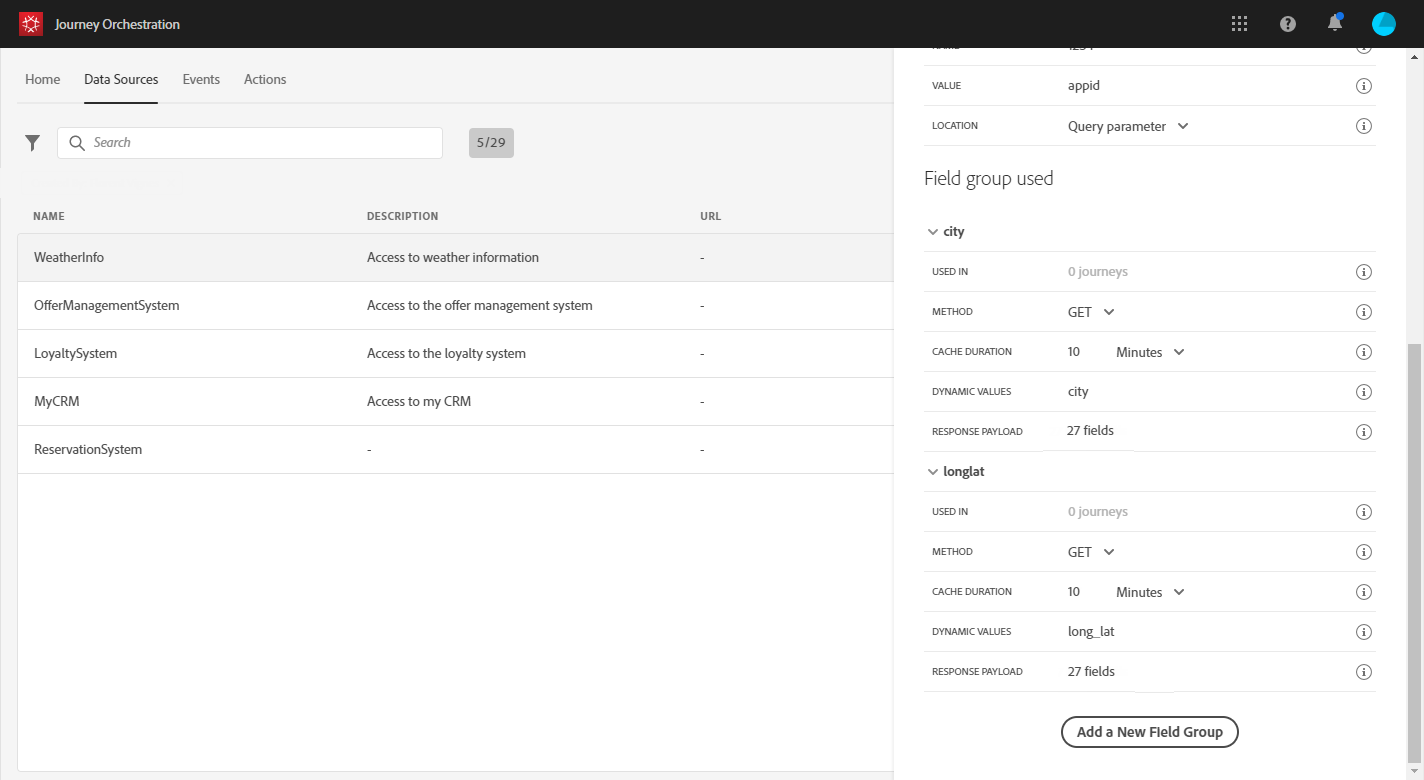 Journey Orchestration
Home Data Sources Events Actions
Search 5/29
NAME DESCRIPTION URL
WeatherInfo Access to weather information -
OfferManagementSystem Access to the offer management system -
LoyaltySystem Access to the loyalty system -
MyCRM Access to my CRM -
ReservationSystem - -
VALUE appid
LOCATION Query parameter
Field group used
city
USED IN 0 journeys
METHOD GET
CACHE DURATION 10 Minutes
DYNAMIC VALUES city
RESPONSE PAYLOAD 27 fields
longlat
USED IN 0 journeys
METHOD GET
CACHE DURATION 10 Minutes
DYNAMIC VALUES long_lat
RESPONSE PAYLOAD 27 fields
Add a New FIeld Group